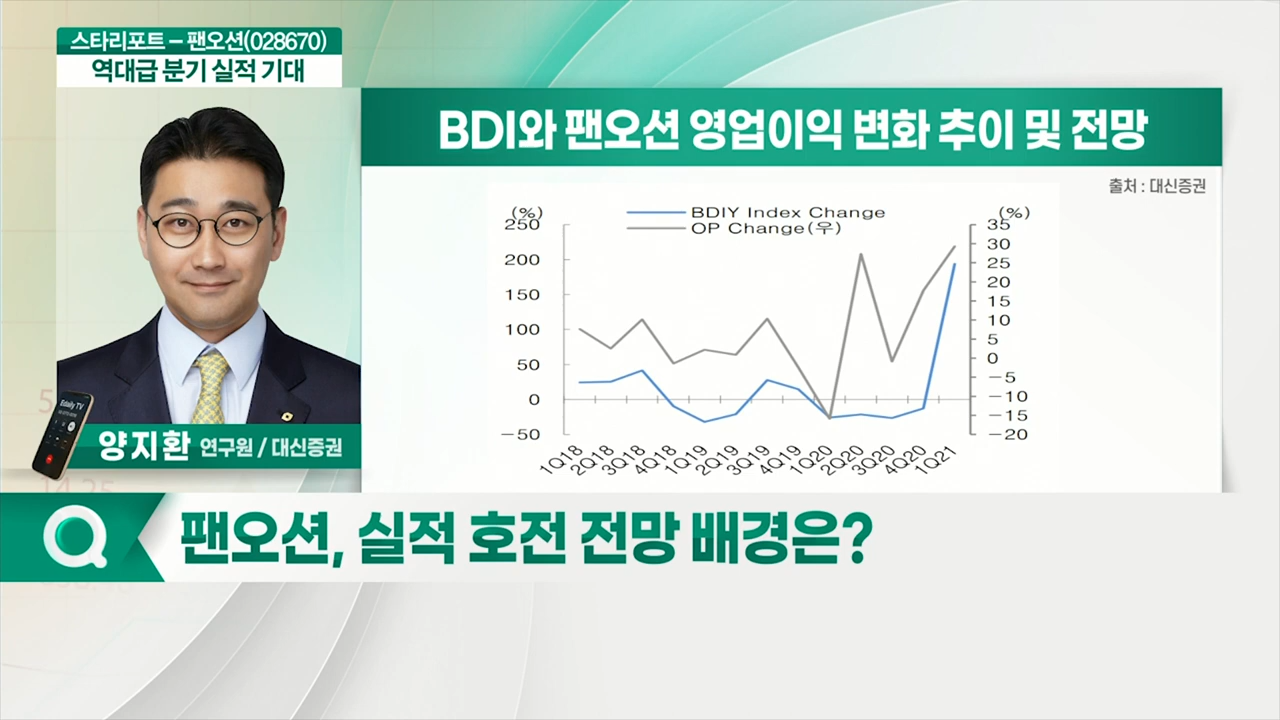 스타리포트 – 팬오션(028670)
역대급 분기 실적 기대
BDI와 팬오션 영업이익 변화 추이 및 전망
출처 : 대신증권
(%)
(%)
BDIY Index Change
OP Change(우)
250
200
150
100
50
0
−50
35
30
25
20
15
10
5
0
−5
−10
−15
−20
1Q18
2Q18
3Q18
4Q18
1Q19
2Q19
3Q19
4Q19
1Q20
2Q20
3Q20
4Q20
1Q21
Edaily TV
양지환 연구원 / 대신증권
Q
팬오션, 실적 호전 전망 배경은?